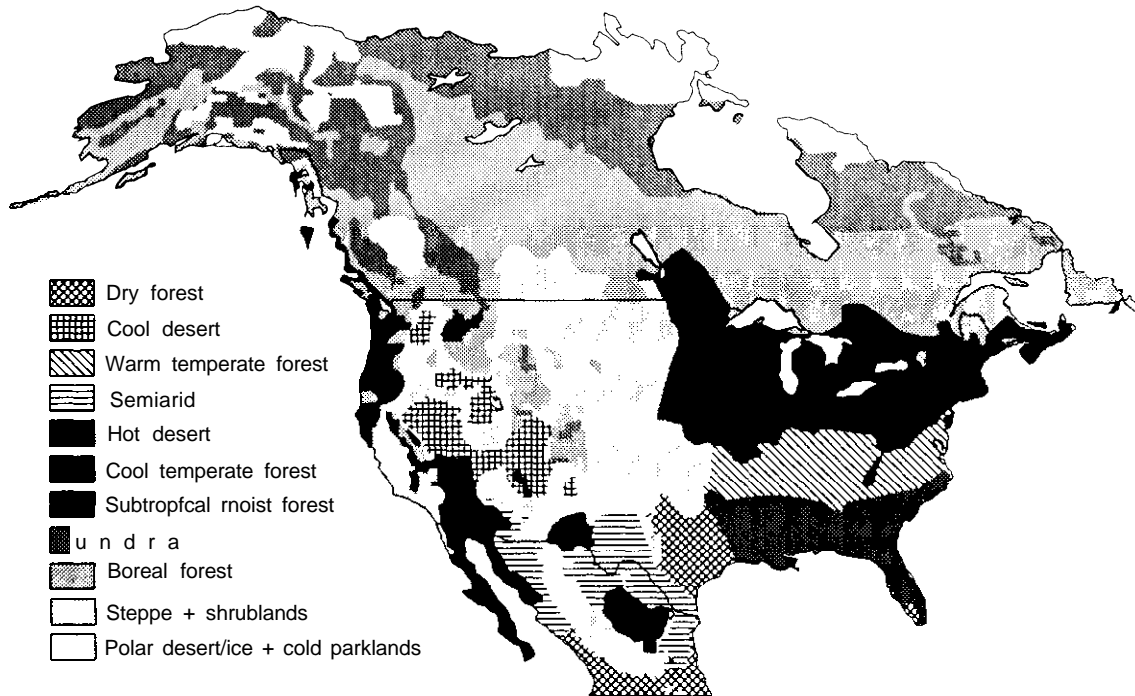 Dry forest
Cool desert
Warm temperate forest
Semiarid
Hot desert
Cool temperate forest
Subtropfcal rnoist forest
u n d r a
Boreal forest
Steppe + shrublands
Polar desert/ice + cold parklands